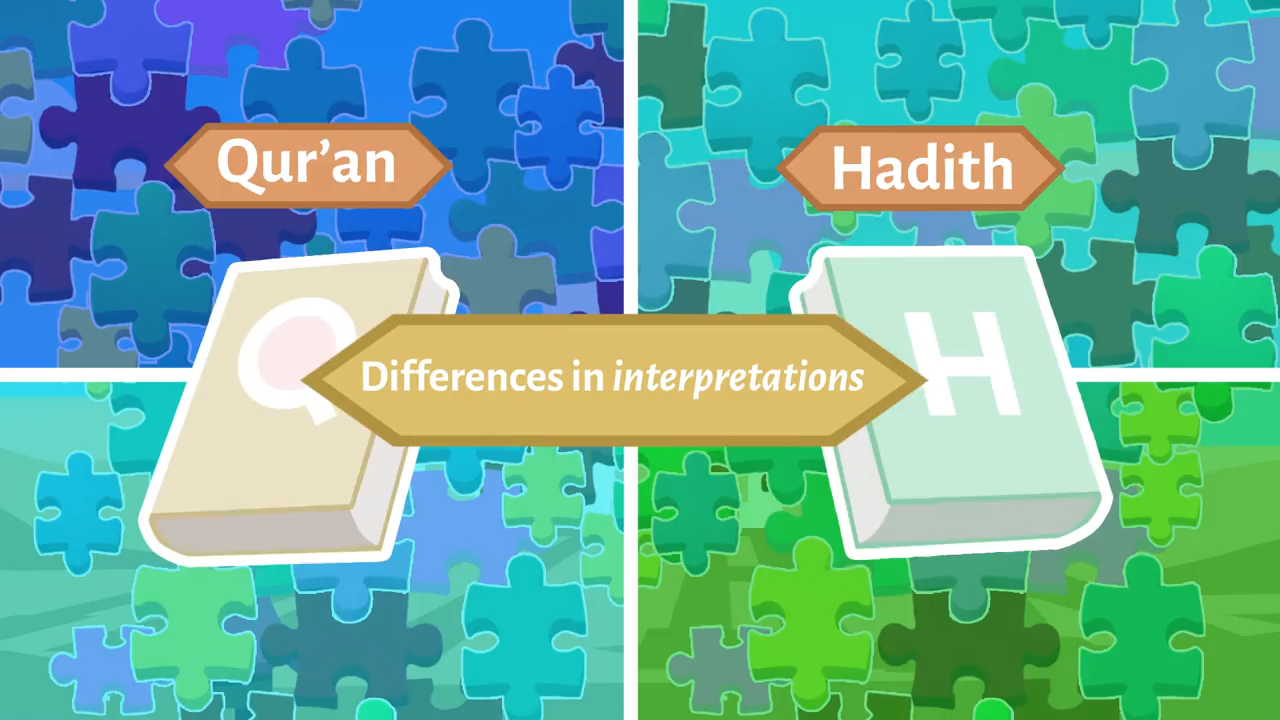 Qur’an
Hadith
Q
Differences in interpretations
H